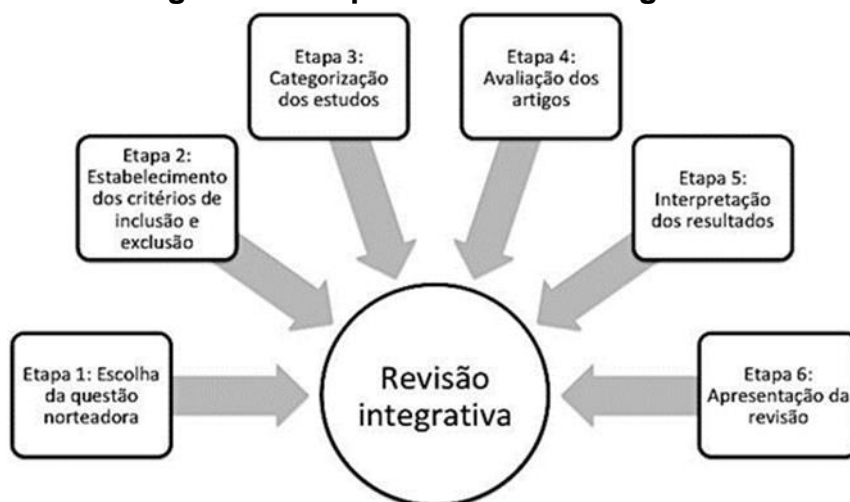 Etapa 3:
Categorização
dos estudos
Etapa 4:
Avaliação dos
artigos
Etapa 2:
Estabelecimento
dos critérios de
inclusão e
exclusão
Etapa 5:
Interpretação
dos resultados
Etapa 1: Escolha
da questão
norteadora
Revisão
integrativa
Etapa 6:
Apresentação da
revisão